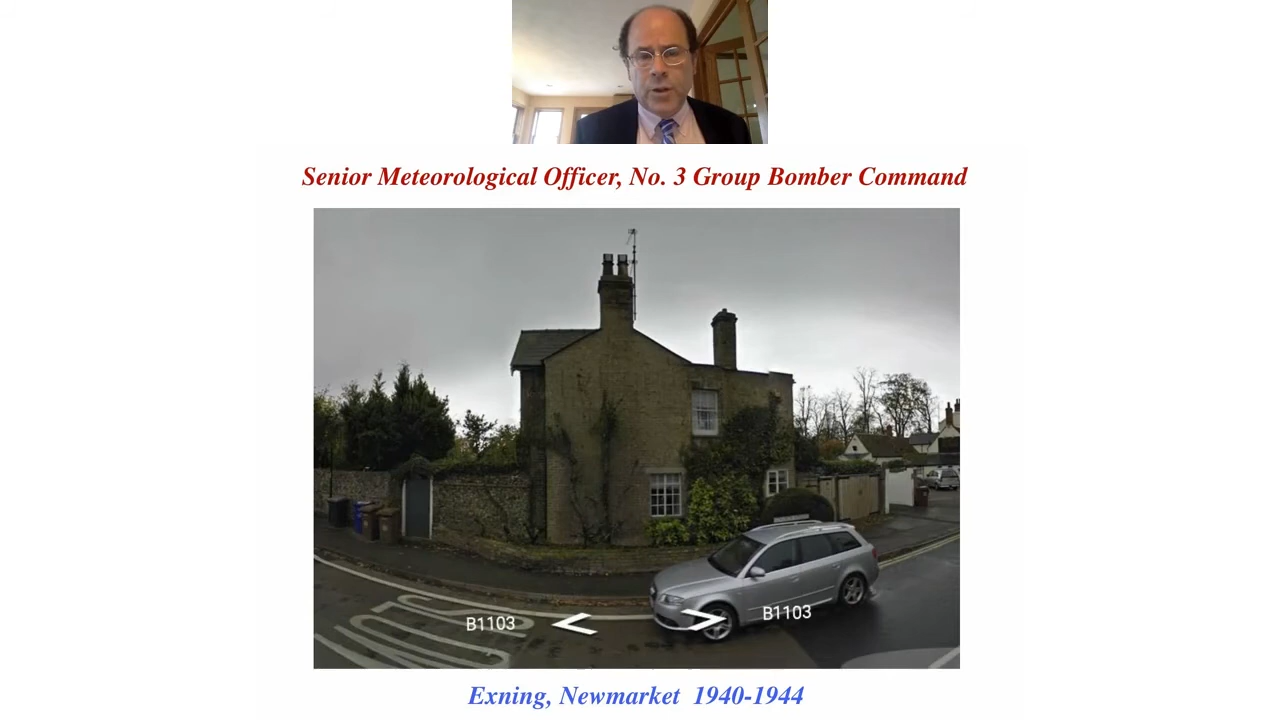 Senior Meteorological Officer, No. 3 Group Bomber Command
B1103
B1103
Exning, Newmarket 1940-1944